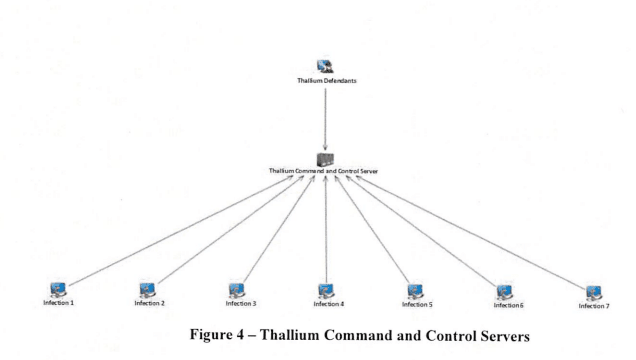 Thallium Defendants
Thallium Command and Control Server
Infection 1
Infection 2
Infection 3
Infection 4
Infection 5
Infection 6
Infection 7
Figure 4 – Thallium Command and Control Servers